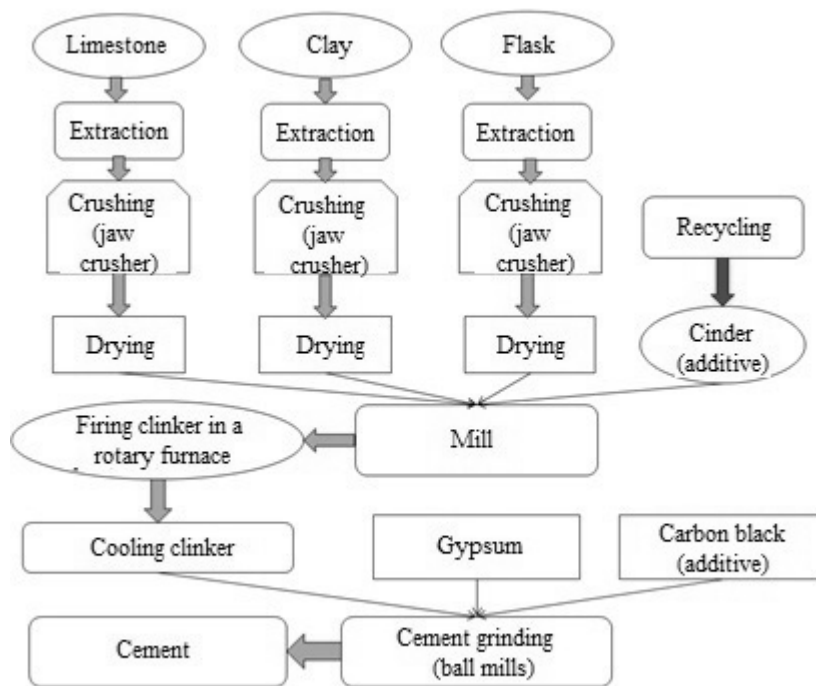 Limestone
Clay
Flask
Extraction
Extraction
Extraction
Crushing
(jaw
crusher)
Crushing
(jaw
crusher)
Crushing
(jaw
crusher)
Recycling
Drying
Drying
Drying
Cinder
(additive)
Firing clinker in a
rotary furnace
Mill
Cooling clinker
Gypsum
Carbon black
(additive)
Cement
Cement grinding
(ball mills)